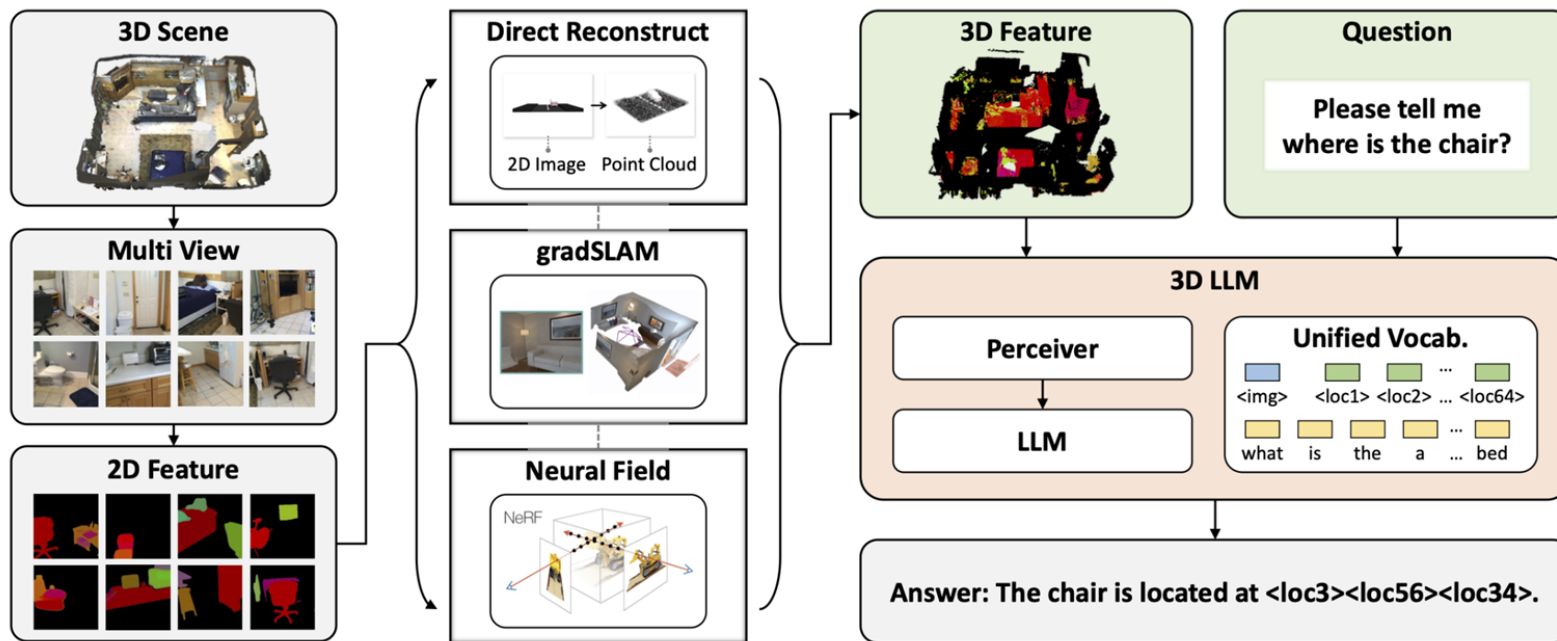 3D Scene
Multi View
2D Feature
Direct Reconstruct
2D Image
Point Cloud
gradSLAM
Neural Field
NeRF
3D Feature
Question
Please tell me
where is the chair?
3D LLM
Perceiver
LLM
Unified Vocab.
...
<img> <loc1> <loc2> ... <loc64>
...
what is the a ... bed
Answer: The chair is located at <loc3><loc56><loc34>.